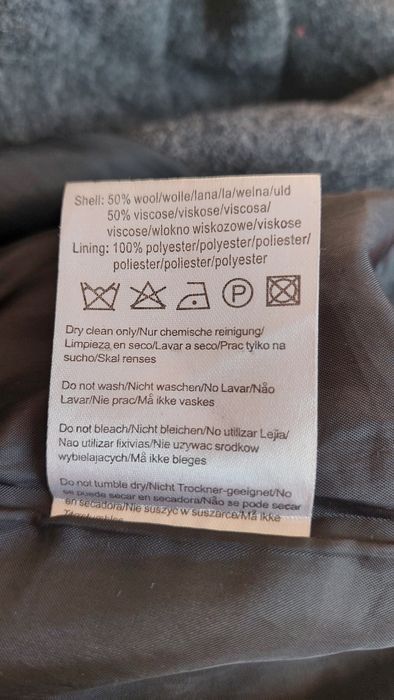 Shell: 50% wool/wolle/lana/la/welna/uld
50% viscose/viskose/viscosa/
viscose/wlokno wiskozowe/viskose
Lining: 100% polyester/polyester/poliester/
poliester/poliester/polyester
P
Dry clean only/Nur chemische reinigung/
Limpieza en seco/Lavar a seco/Prac tylko na
sucho/Skal renses
Do not wash/Nicht waschen/No Lavar/Não
Lavar/Nie prac/Må ikke vaskes
Do not bleach/Nicht bleichen/No utilizar Lejía/
Nao utilizar fixivias/Nie uzywac srodkow
wybielajacych/Må ikke bleges
Do not tumble dry/Nicht Trockner-geeignet/No
se puede secar en secadora/Não se pode secar
en secadora/Nie suszyc w suszarce/Må ikke